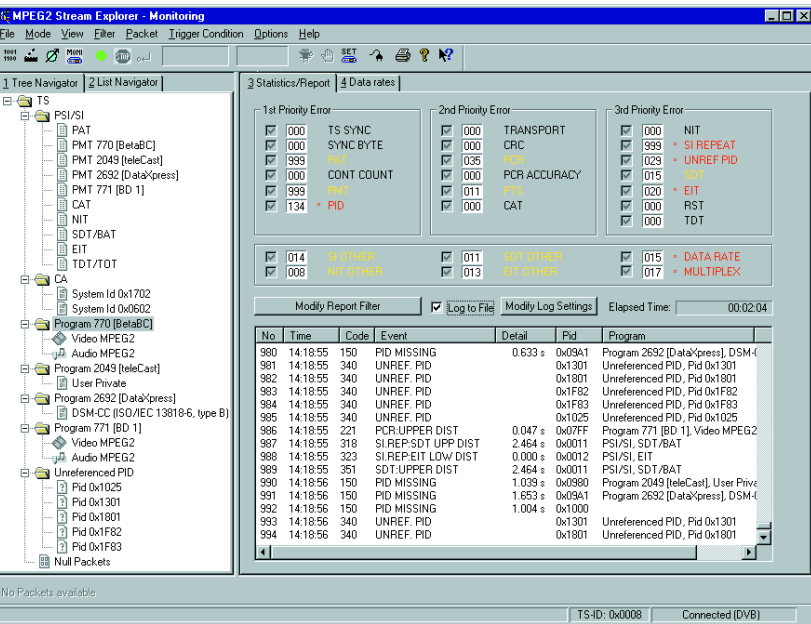 MPEG2 Stream Explorer - Monitoring
File Mode View Filter Packet Trigger Condition Options Help
1001 1110 MONI STOP SET
1 Tree Navigator 2 List Navigator
TS
PSI/SI
PAT
PMT 770 [BetaBC]
PMT 2049 [teleCast]
PMT 2692 [DataXpress]
PMT 771 [BD 1]
CAT
NIT
SDT/BAT
EIT
TDT/TOT
CA
System Id 0x1702
System Id 0x0602
Program 770 [BetaBC]
Video MPEG2
Audio MPEG2
Program 2049 [teleCast]
User Private
Program 2692 [DataXpress]
DSM-CC (ISO/IEC 13818-6, type B)
Program 771 [BD 1]
Video MPEG2
Audio MPEG2
Unreferenced PID
Pid 0x1025
Pid 0x1301
Pid 0x1801
Pid 0x1F82
Pid 0x1F83
Null Packets
3 Statistics/Report 4 Data rates
1st Priority Error
000 TS SYNC
000 SYNC BYTE
999 PAT
000 CONT COUNT
999 PMT
134 * PID
2nd Priority Error
000 TRANSPORT
000 CRC
035 PCR
000 PCR ACCURACY
011 PTS
000 CAT
3rd Priority Error
000 NIT
999 * SI REPEAT
029 * UNREF PID
015 SDT
020 * EIT
000 RST
000 TDT
014 SI OTHER 011 SDT OTHER 015 * DATA RATE
008 NIT OTHER 013 EIT OTHER 017 * MULTIPLEX
Modify Report Filter Log to File Modify Log Settings Elapsed Time: 00:02:04
No Time Code Event Detail Pid Program
980 14:18:55 150 PID MISSING 0.633 s 0x09A1 Program 2692 [DataXpress], DSM-
981 14:18:55 340 UNREF. PID 0x1301 Unreferenced PID, Pid 0x1301
982 14:18:55 340 UNREF. PID 0x1801 Unreferenced PID, Pid 0x1801
983 14:18:55 340 UNREF. PID 0x1F82 Unreferenced PID, Pid 0x1F82
984 14:18:55 340 UNREF. PID 0x1F83 Unreferenced PID, Pid 0x1F83
985 14:18:55 340 UNREF. PID 0x1025 Unreferenced PID, Pid 0x1025
986 14:18:55 221 PCR:UPPER DIST 0.047 s 0x07FF Program 771 [BD 1], Video MPEG2
987 14:18:55 318 SI.REP:SDT UPP DIST 2.464 s 0x0011 PSI/SI, SDT/BAT
988 14:18:55 323 SI.REP:EIT LOW DIST 0.000 s 0x0012 PSI/SI, EIT
989 14:18:55 351 SDT:UPPER DIST 2.464 s 0x0011 PSI/SI, SDT/BAT
990 14:18:56 150 PID MISSING 1.039 s 0x0980 Program 2049 [teleCast], User Priva
991 14:18:56 150 PID MISSING 1.653 s 0x09A1 Program 2692 [DataXpress], DSM-
992 14:18:56 150 PID MISSING 1.004 s 0x1000
993 14:18:56 340 UNREF. PID 0x1301 Unreferenced PID, Pid 0x1301
994 14:18:56 340 UNREF. PID 0x1801 Unreferenced PID, Pid 0x1801
No Packets available
TS-ID: 0x0008 Connected (DVB)